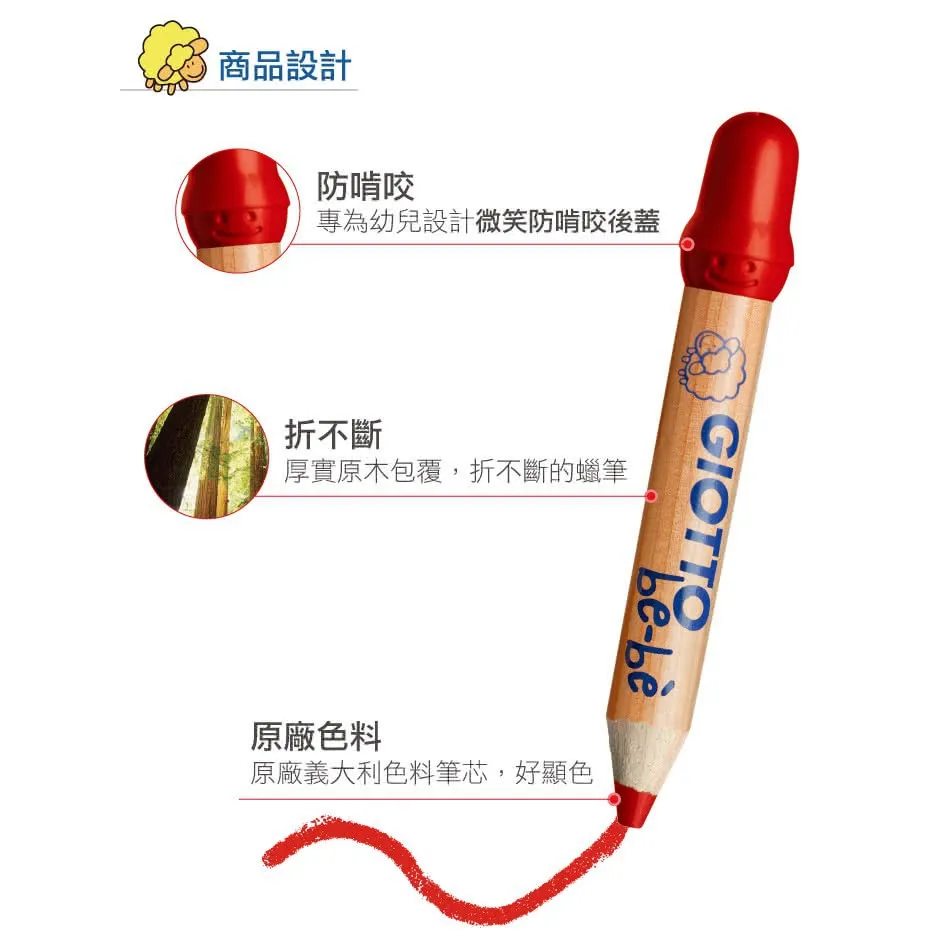 商品設計
防啃咬
專為幼兒設計微笑防啃咬後蓋
折不斷
厚實原木包覆，折不斷的蠟筆
GIOTTO
be-bè
原廠色料
原廠義大利色料筆芯，好顯色